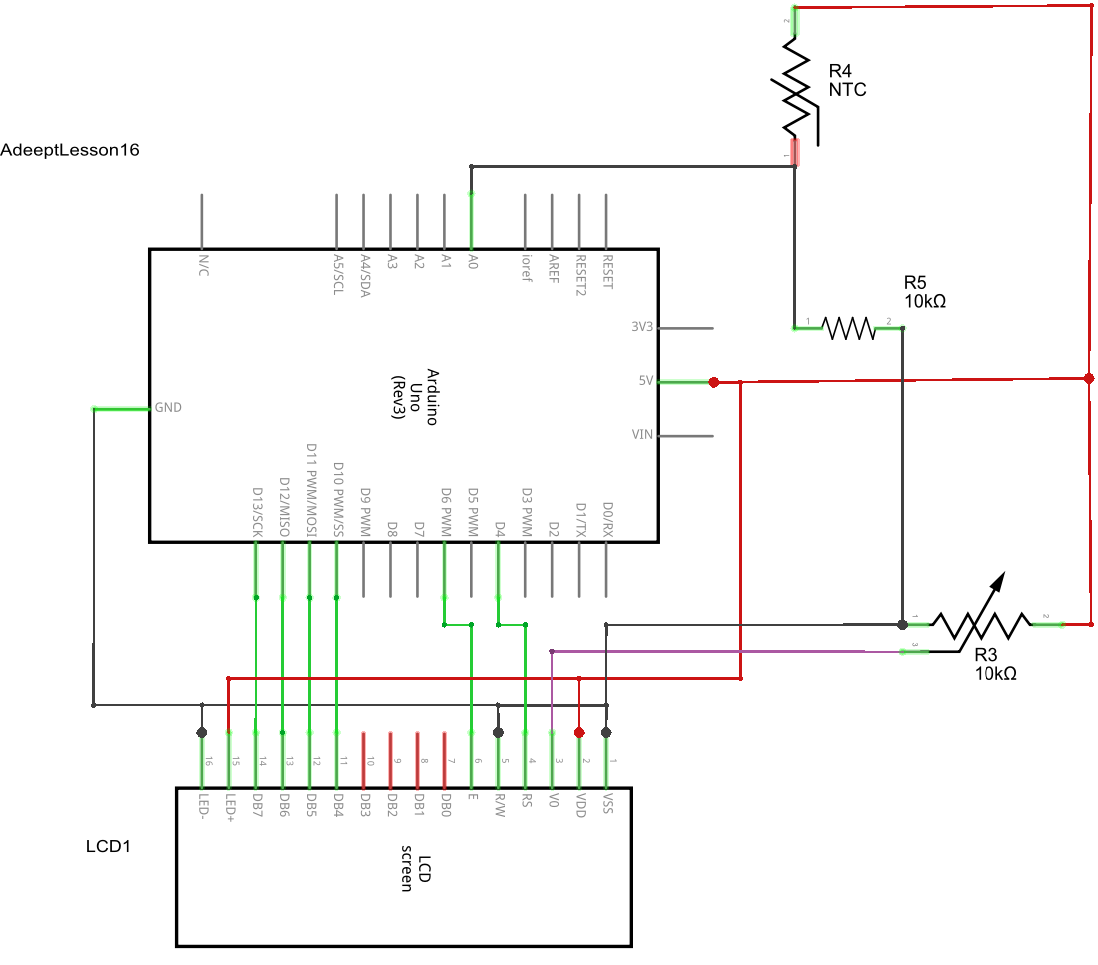 2
R4
NTC
1
AdeeptLesson16
N/C
A5/SCL
A4/SDA
A3
A2
A1
A0
ioref
AREF
RESET2
RESET
R5
10kΩ
1
2
3V3
5V
VIN
GND
Arduino
Uno
(Rev3)
D13/SCK
D12/MISO
D11 PWM/MOSI
D10 PWM/SS
D9 PWM
D8
D7
D6 PWM
D5 PWM
D4
D3 PWM
D2
D1/TX
D0/RX
1
2
3
R3
10kΩ
16
15
14
13
12
11
10
9
8
7
6
5
4
3
2
1
LED-
LED+
DB7
DB6
DB5
DB4
DB3
DB2
DB1
DB0
E
R/W
RS
V0
VDD
VSS
LCD1
LCD
screen